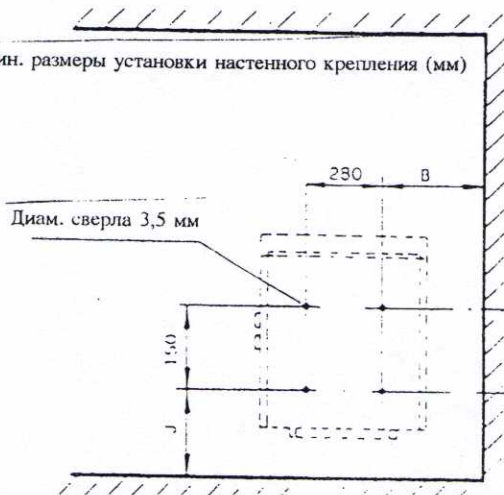 ин. размеры установки настенного крепления (мм)
280 B
Диам. сверла 3,5 мм
150
J